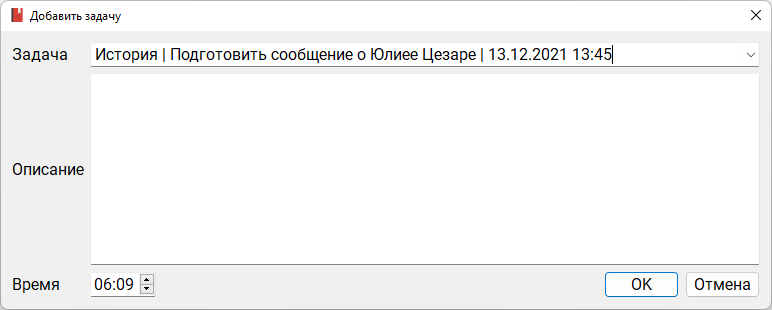 Добавить задачу
Задача История | Подготовить сообщение о Юлиее Цезаре | 13.12.2021 13:45
Описание
Время 06:09 OK Отмена